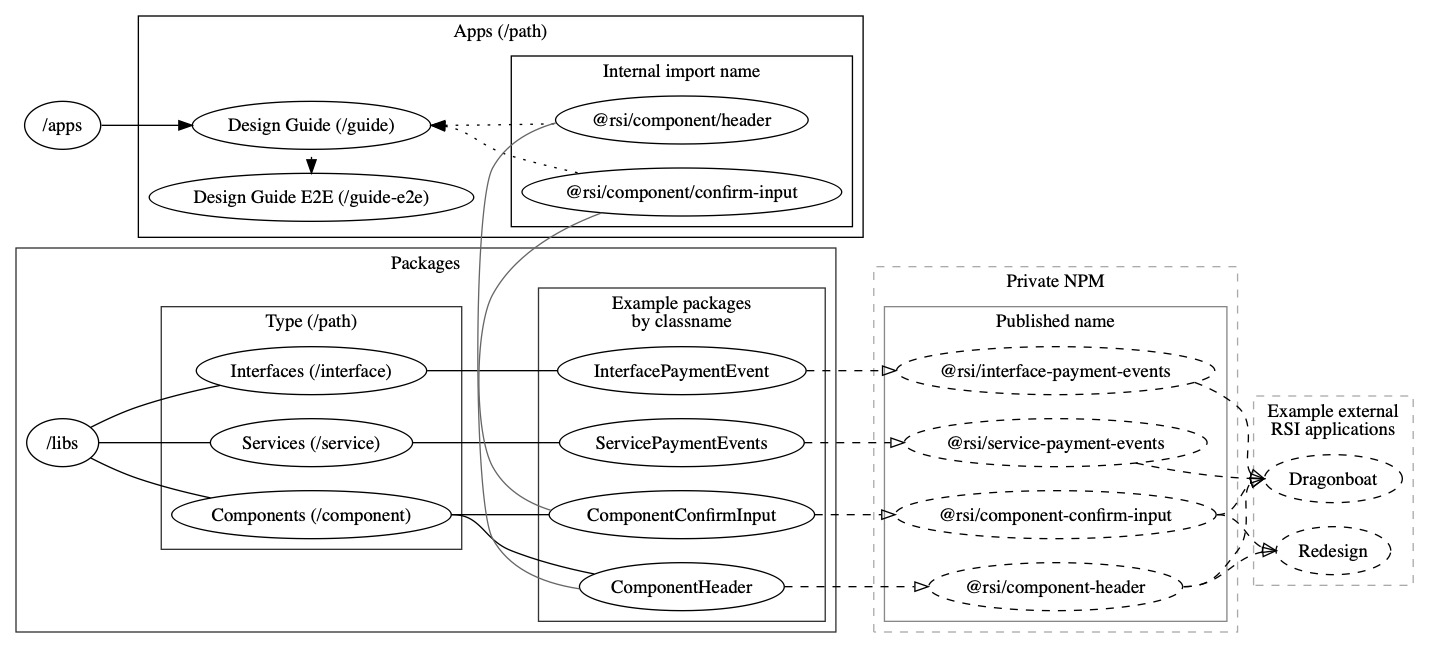 Apps (/path)
Internal import name
/apps
Design Guide (/guide)
@rsi/component/header
Design Guide E2E (/guide-e2e)
@rsi/component/confirm-input
Packages
Type (/path)
Example packages
by classname
Private NPM
Published name
Interfaces (/interface)
InterfacePaymentEvent
@rsi/interface-payment-events
/libs
Services (/service)
ServicePaymentEvents
@rsi/service-payment-events
Components (/component)
ComponentConfirmInput
@rsi/component-confirm-input
ComponentHeader
@rsi/component-header
Example external
RSI applications
Dragonboat
Redesign